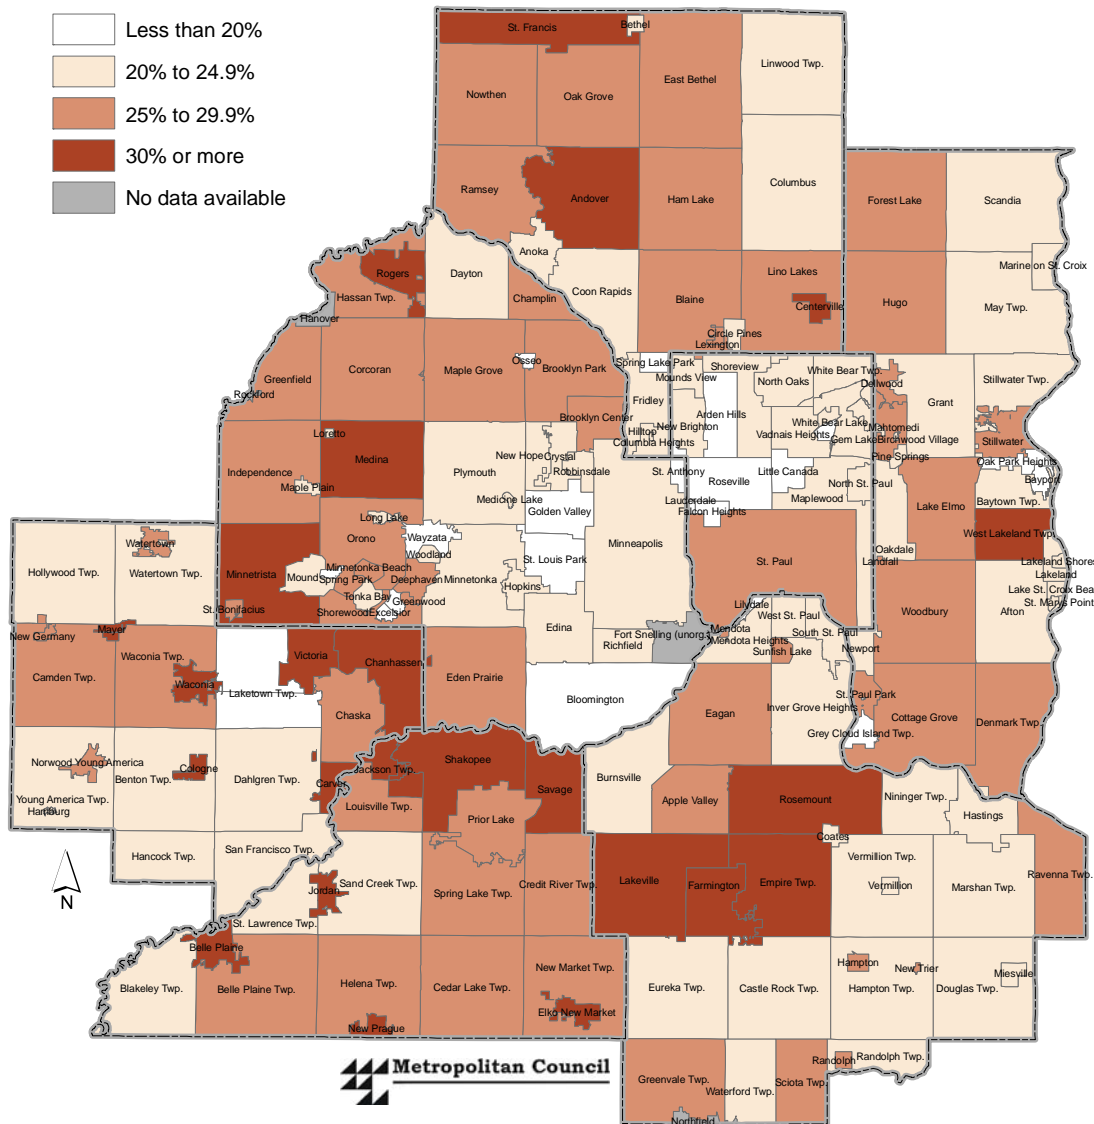 Less than 20%
20% to 24.9%
25% to 29.9%
30% or more
No data available
St. Francis
Bethel
Linwood Twp.
East Bethel
Nowthen
Oak Grove
Columbus
Ramsey
Andover
Ham Lake
Forest Lake
Scandia
Anoka
Dayton
Rogers
Hassan Twp.
Hanover
Champlin
Coon Rapids
Blaine
Lino Lakes
Centerville
Hugo
Marine on St. Croix
May Twp.
Circle Pines
Lexington
Rockford
Greenfield
Corcoran
Maple Grove
Osseo
Brooklyn Park
Spring Lake Park
Mounds View
Shoreview
North Oaks
White Bear Twp.
Dellwood
Grant
Stillwater Twp.
Fridley
Arden Hills
Brooklyn Center
New Brighton
Hilltop
Columbia Heights
White Bear Lake
Vadnais Heights
Gem Lake
Mahtomedi
Birchwood Village
Pine Springs
Stillwater
Oak Park Heights
Bayport
Baytown Twp.
Loretto
Medina
Independence
Maple Plain
Plymouth
New Hope
Crystal
Robbinsdale
Medicine Lake
Golden Valley
St. Anthony
Roseville
Little Canada
Maplewood
North St. Paul
Lauderdale
Falcon Heights
Lake Elmo
West Lakeland Twp.
Long Lake
Orono
Wayzata
Woodland
Minneapolis
St. Louis Park
St. Paul
Oakdale
Landfall
Lakeland Shores
Lakeland
Lake St. Croix Bea
St. Marys Point
Afton
Woodbury
Hollywood Twp.
Watertown
Watertown Twp.
Minnetrista
Mound
Minnetonka Beach
Spring Park
Deephaven
Minnetonka
Hopkins
Tonka Bay
Greenwood
Shorewood
Excelsior
St. Bonifacius
Edina
Richfield
Fort Snelling (unorg.)
Lilydale
Mendota
West St. Paul
Mendota Heights
South St. Paul
Sunfish Lake
Newport
New Germany
Mayer
Camden Twp.
Waconia Twp.
Waconia
Laketown Twp.
Victoria
Chanhassen
Chaska
Eden Prairie
Bloomington
Eagan
Inver Grove Heights
St. Paul Park
Grey Cloud Island Twp.
Cottage Grove
Denmark Twp.
Norwood Young America
Young America Twp.
Hamburg
Benton Twp.
Cologne
Dahlgren Twp.
Carver
Jackson Twp.
Louisville Twp.
Shakopee
Savage
Prior Lake
Burnsville
Apple Valley
Rosemount
Coates
Nininger Twp.
Hastings
Hancock Twp.
San Francisco Twp.
Jordan
Sand Creek Twp.
Spring Lake Twp.
Credit River Twp.
Lakeville
Farmington
Empire Twp.
Vermillion Twp.
Vermillion
Marshan Twp.
Ravenna Twp.
N
St. Lawrence Twp.
Belle Plaine
Blakeley Twp.
Belle Plaine Twp.
Helena Twp.
New Prague
Cedar Lake Twp.
New Market Twp.
Elko New Market
Eureka Twp.
Castle Rock Twp.
Hampton
New Trier
Hampton Twp.
Douglas Twp.
Miesville
Metropolitan Council
Greenvale Twp.
Waterford Twp.
Sciota Twp.
Randolph
Randolph Twp.
Northfield